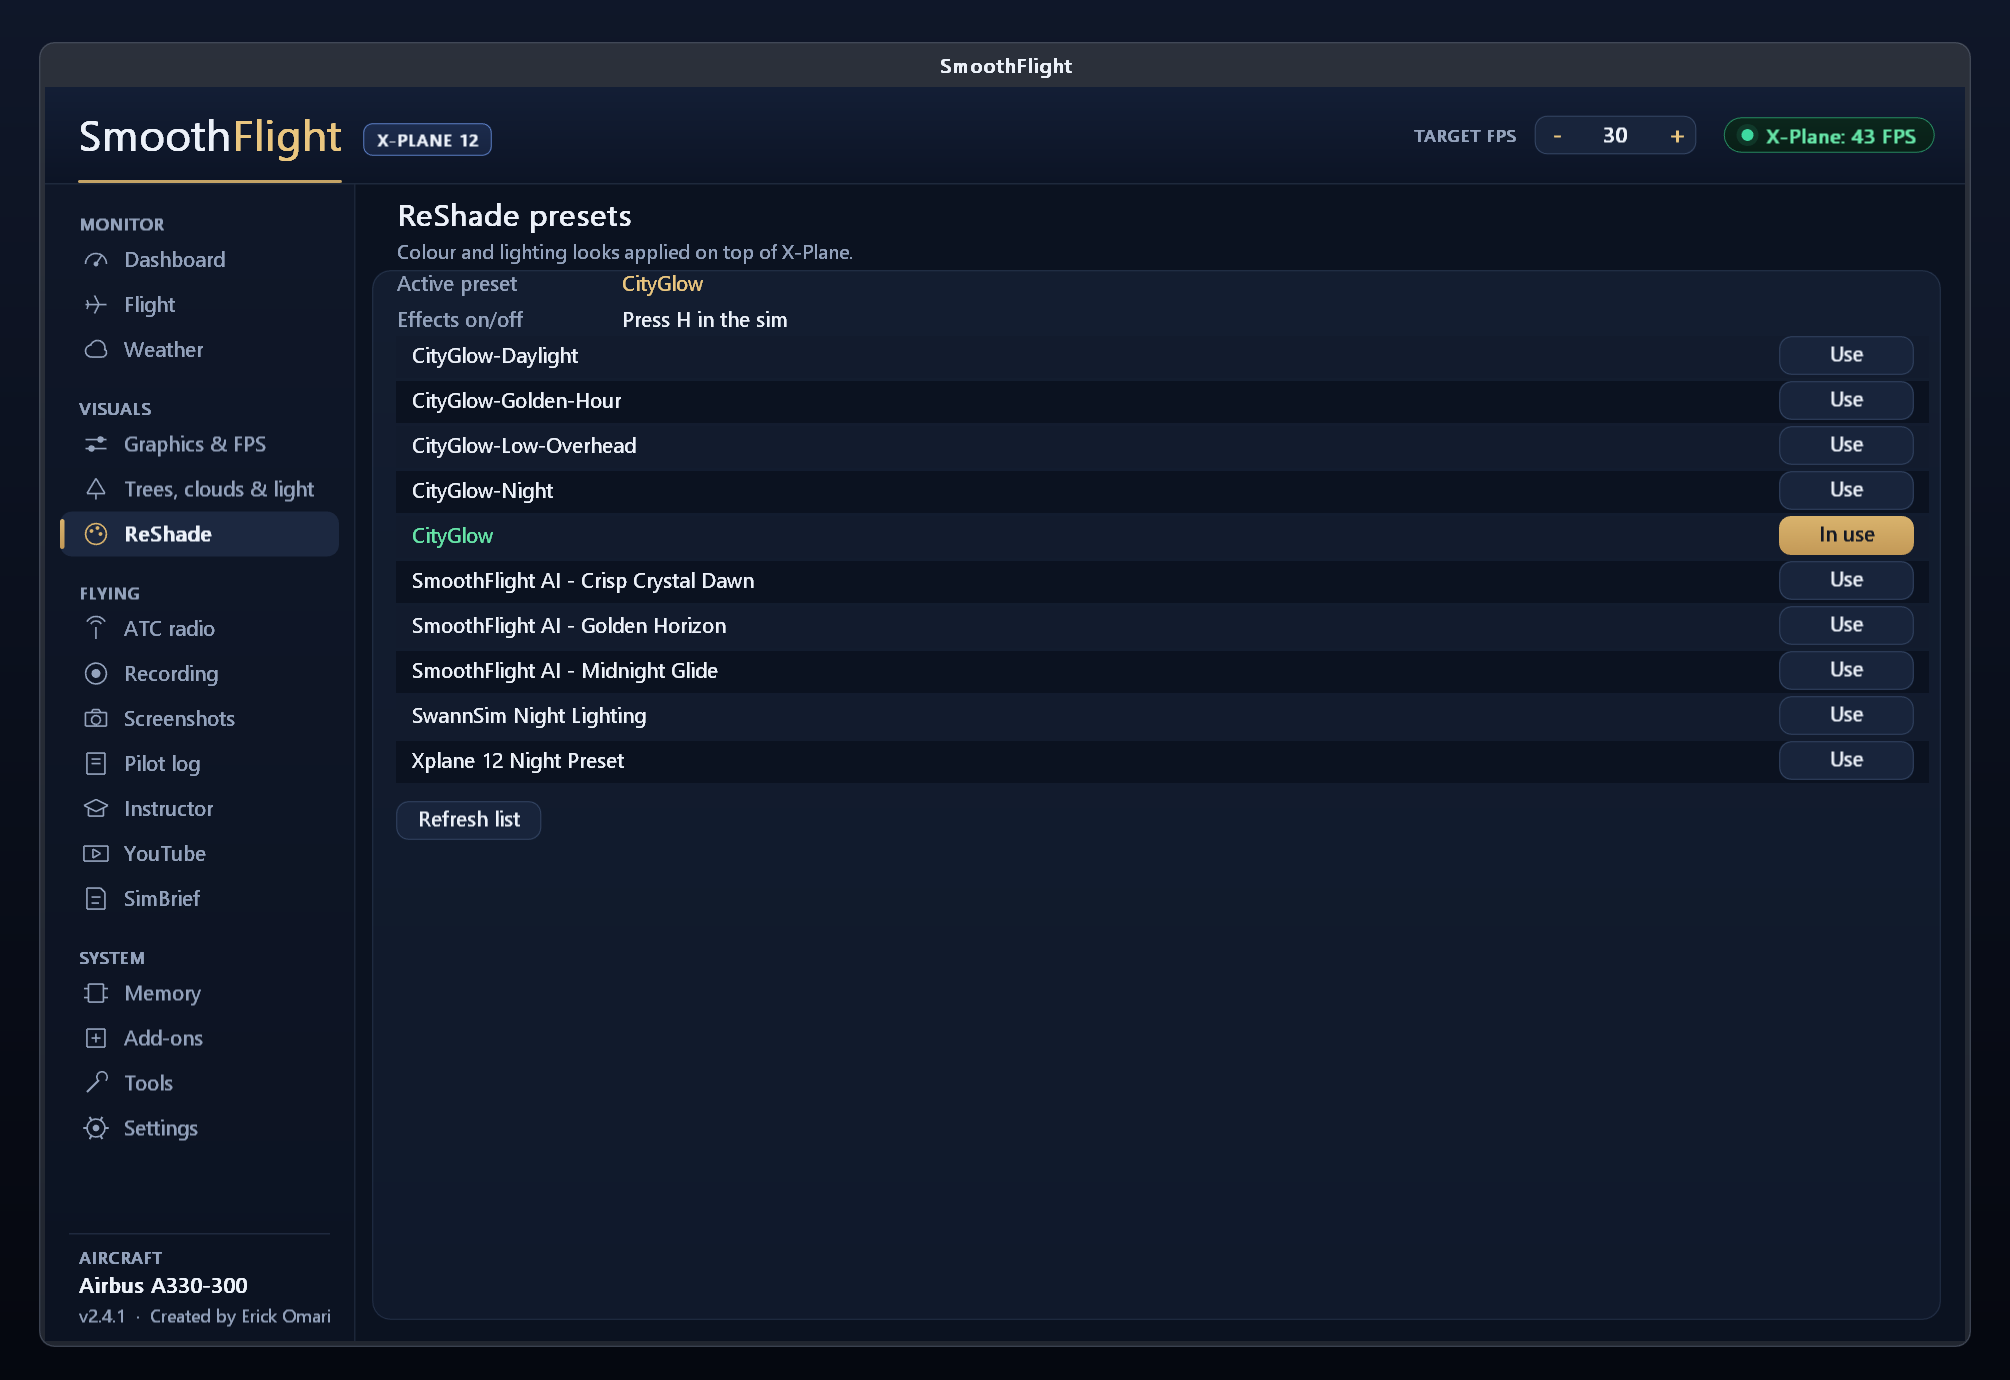 SmoothFlight
SmoothFlight
X-PLANE 12
TARGET FPS
- 30 +
X-Plane: 43 FPS
MONITOR
Dashboard
Flight
Weather
VISUALS
Graphics & FPS
Trees, clouds & light
ReShade
FLYING
ATC radio
Recording
Screenshots
Pilot log
Instructor
YouTube
SimBrief
SYSTEM
Memory
Add-ons
Tools
Settings
AIRCRAFT
Airbus A330-300
v2.4.1 · Created by Erick Omari
ReShade presets
Colour and lighting looks applied on top of X-Plane.
Active preset CityGlow
Effects on/off Press H in the sim
CityGlow-Daylight Use
CityGlow-Golden-Hour Use
CityGlow-Low-Overhead Use
CityGlow-Night Use
CityGlow In use
SmoothFlight AI - Crisp Crystal Dawn Use
SmoothFlight AI - Golden Horizon Use
SmoothFlight AI - Midnight Glide Use
SwannSim Night Lighting Use
Xplane 12 Night Preset Use
Refresh list